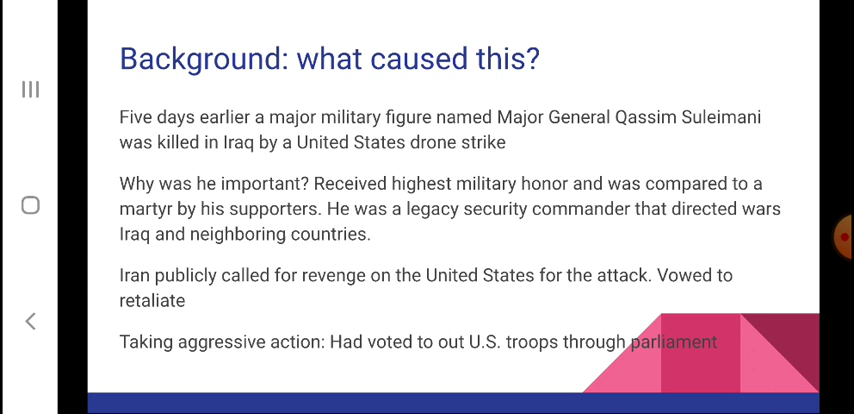 Background: what caused this?
Five days earlier a major military figure named Major General Qassim Suleimani
was killed in Iraq by a United States drone strike
Why was he important? Received highest military honor and was compared to a
martyr by his supporters. He was a legacy security commander that directed wars
Iraq and neighboring countries.
Iran publicly called for revenge on the United States for the attack. Vowed to
retaliate
Taking aggressive action: Had voted to out U.S. troops through parliament